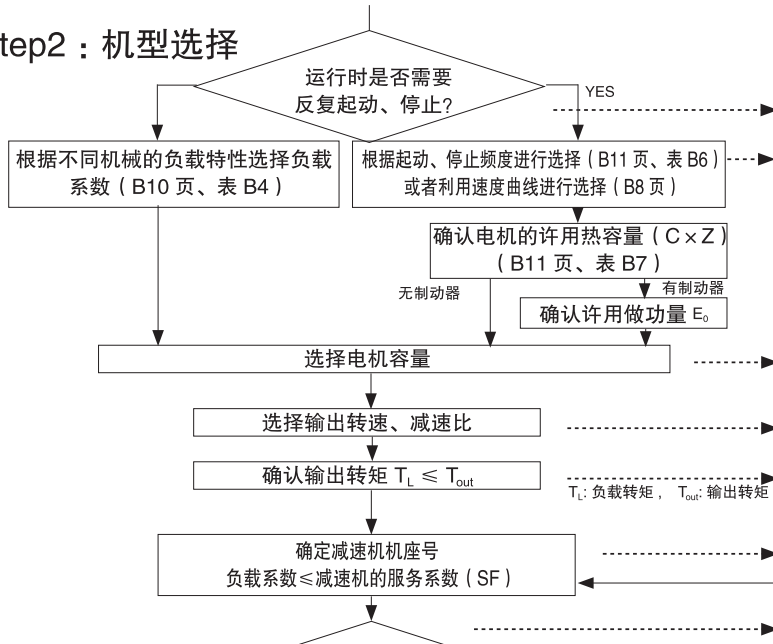 tep2：机型选择
运行时是否需要
反复起动、停止?
YES
根据不同机械的负载特性选择负载
系数（B10 页、表 B4）
根据起动、停止频度进行选择（B11 页、表 B6）
或者利用速度曲线进行选择（B8 页）
确认电机的许用热容量（C×Z）
（B11 页、表 B7）
无制动器
有制动器
确认许用做功量 E₀
选择电机容量
选择输出转速、减速比
确认输出转矩 TL ≤ Tout
TL: 负载转矩， Tout: 输出转矩
确定减速机机座号
负载系数≤减速机的服务系数（SF）